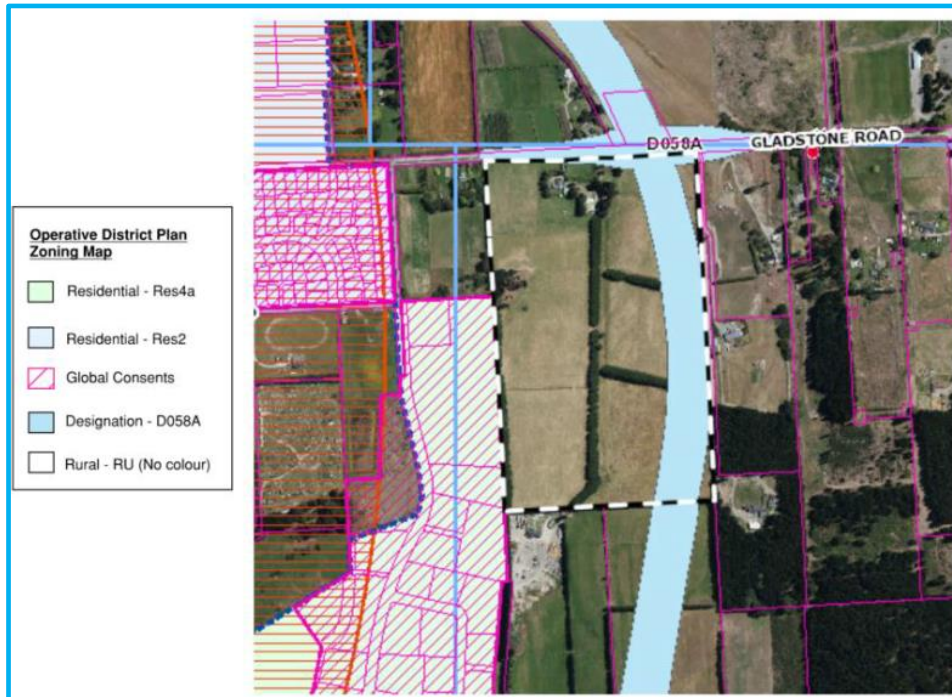 Operative District Plan
Zoning Map
Residential - Res4a
Residential - Res2
Global Consents
Designation - D058A
Rural - RU (No colour)
D058A
GLADSTONE ROAD